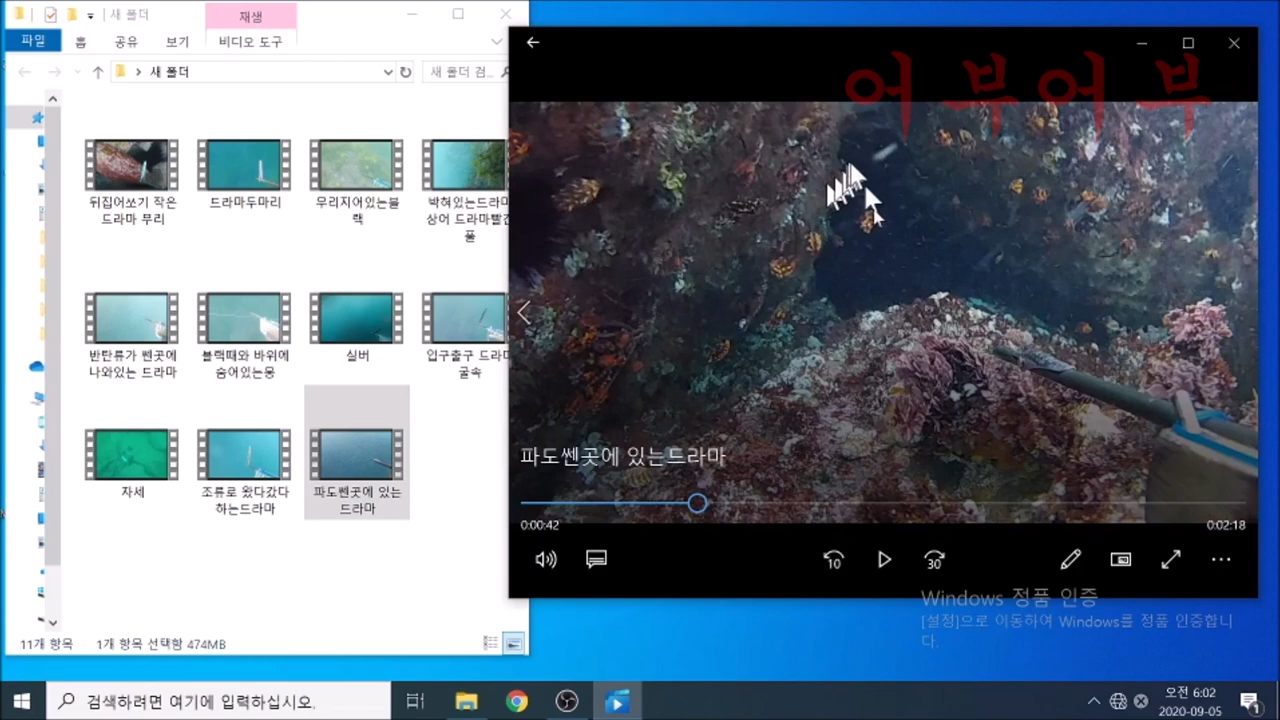 새 폴더
재생
파일
홈
공유
보기
비디오 도구
새 폴더
새 폴더 검...
뒤집어쏘기 작은
드라마 무리
드라마두마리
무리지어있는블
랙
박혀있는드라마
상어 드라마빨간
풀
반탄류가 쎈곳에
나와있는 드라마
블랙때와 바위에
숨어있는뭉
실버
입구출구 드라마
굴속
자세
조류로 왔다갔다
하는드라마
파도쎈곳에 있는
드라마
11개 항목
1개 항목 선택함 474MB
어부어부
파도쎈곳에 있는드라마
0:00:42
0:02:18
10
30
Windows 정품 인증
[설정]으로 이동하여 Windows를 정품 인증합니
다.
검색하려면 여기에 입력하십시오.
오전 6:02
2020-09-05
1